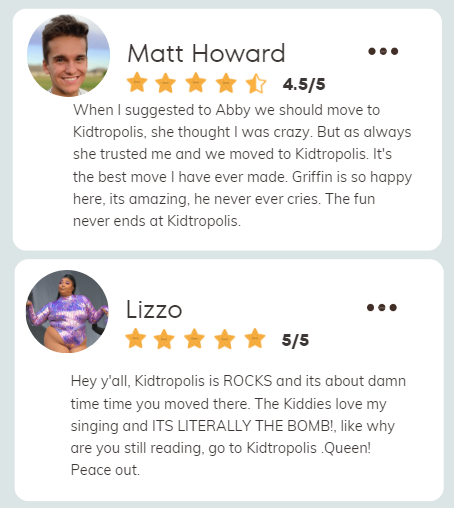 Matt Howard
4.5/5
When I suggested to Abby we should move to
Kidtropolis, she thought I was crazy. But as always
she trusted me and we moved to Kidtropolis. It's
the best move I have ever made. Griffin is so happy
here, its amazing, he never ever cries. The fun
never ends at Kidtropolis.
Lizzo
5/5
Hey y'all, Kidtropolis is ROCKS and its about damn
time time you moved there. The Kiddies love my
singing and ITS LITERALLY THE BOMB!, like why
are you still reading, go to Kidtropolis .Queen!
Peace out.